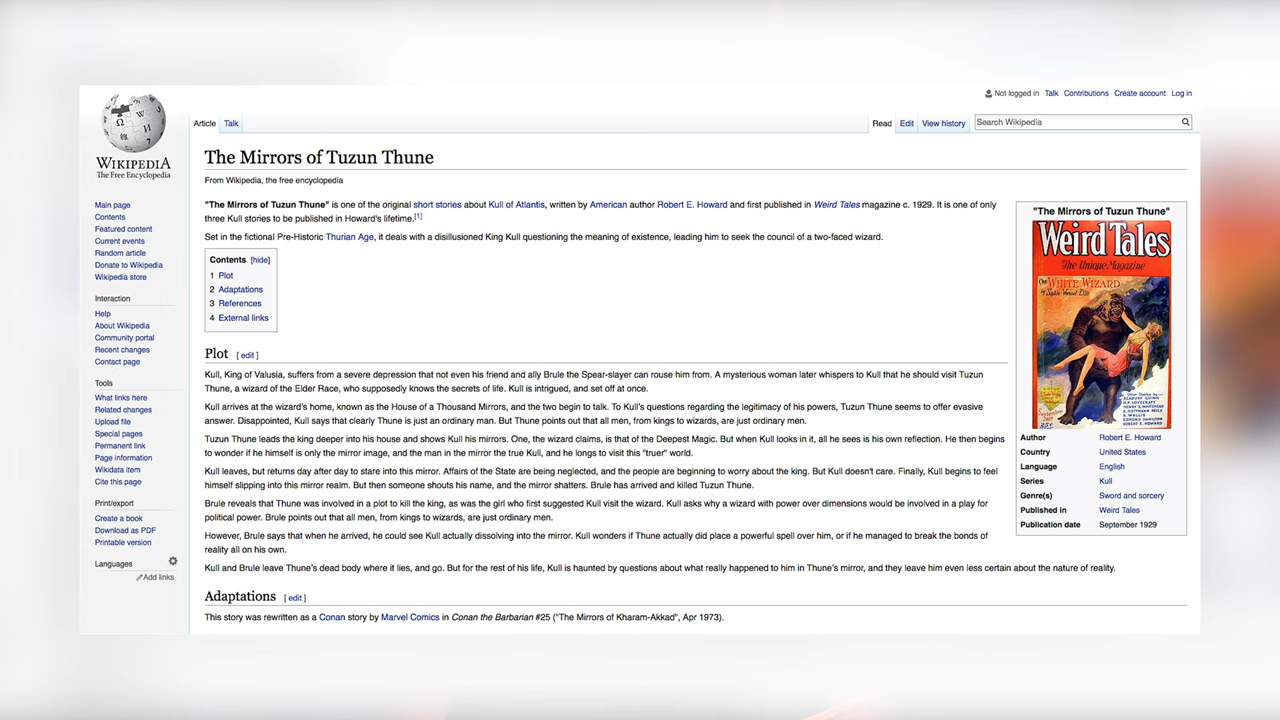 Not logged in Talk Contributions Create account Log in
Article Talk Read Edit View history Search Wikipedia
WIKIPEDIA
The Free Encyclopedia
Main page
Contents
Featured content
Current events
Random article
Donate to Wikipedia
Wikipedia store
Interaction
Help
About Wikipedia
Community portal
Recent changes
Contact page
Tools
What links here
Related changes
Upload file
Special pages
Permanent link
Page information
Wikidata item
Cite this page
Print/export
Create a book
Download as PDF
Printable version
Languages
Add links
The Mirrors of Tuzun Thune
From Wikipedia, the free encyclopedia
"The Mirrors of Tuzun Thune" is one of the original short stories about Kull of Atlantis, written by American author Robert E. Howard and first published in Weird Tales magazine c. 1929. It is one of only
three Kull stories to be published in Howard's lifetime.[1]
Set in the fictional Pre-Historic Thurian Age, it deals with a disillusioned King Kull questioning the meaning of existence, leading him to seek the council of a two-faced wizard.
Contents [hide]
1 Plot
2 Adaptations
3 References
4 External links
Plot [ edit ]
Kull, King of Valusia, suffers from a severe depression that not even his friend and ally Brule the Spear-slayer can rouse him from. A mysterious woman later whispers to Kull that he should visit Tuzun
Thune, a wizard of the Elder Race, who supposedly knows the secrets of life. Kull is intrigued, and set off at once.
Kull arrives at the wizard's home, known as the House of a Thousand Mirrors, and the two begin to talk. To Kull's questions regarding the legitimacy of his powers, Tuzun Thune seems to offer evasive
answer. Disappointed, Kull says that clearly Thune is just an ordinary man. But Thune points out that all men, from kings to wizards, are just ordinary men.
Tuzun Thune leads the king deeper into his house and shows Kull his mirrors. One, the wizard claims, is that of the Deepest Magic. But when Kull looks in it, all he sees is his own reflection. He then begins
to wonder if he himself is only the mirror image, and the man in the mirror the true Kull, and he longs to visit this "truer" world.
Kull leaves, but returns day after day to stare into this mirror. Affairs of the State are being neglected, and the people are beginning to worry about the king. But Kull doesn't care. Finally, Kull begins to feel
himself slipping into this mirror realm. But then someone shouts his name, and the mirror shatters. Brule has arrived and killed Tuzun Thune.
Brule reveals that Thune was involved in a plot to kill the king, as was the girl who first suggested Kull visit the wizard. Kull asks why a wizard with power over dimensions would be involved in a play for
political power. Brule points out that all men, from kings to wizards, are just ordinary men.
However, Brule says that when he arrived, he could see Kull actually dissolving into the mirror. Kull wonders if Thune actually did place a powerful spell over him, or if he managed to break the bonds of
reality all on his own.
Kull and Brule leave Thune's dead body where it lies, and go. But for the rest of his life, Kull is haunted by questions about what really happened to him in Thune's mirror, and they leave him even less certain about the nature of reality.
Adaptations [ edit ]
This story was rewritten as a Conan story by Marvel Comics in Conan the Barbarian #25 ("The Mirrors of Kharam-Akkad", Apr 1973).
"The Mirrors of Tuzun Thune"
Weird Tales
The Unique Magazine
The WHITE WIZARD
by Sophie Wenzel Ellis
SEABURY QUINN
H.P. LOVECRAFT
HENRY S. WHITEHEAD
E. HOFFMANN PRICE
EDMOND HAMILTON
ROBERT E. HOWARD
Author Robert E. Howard
Country United States
Language English
Series Kull
Genre(s) Sword and sorcery
Published in Weird Tales
Publication date September 1929